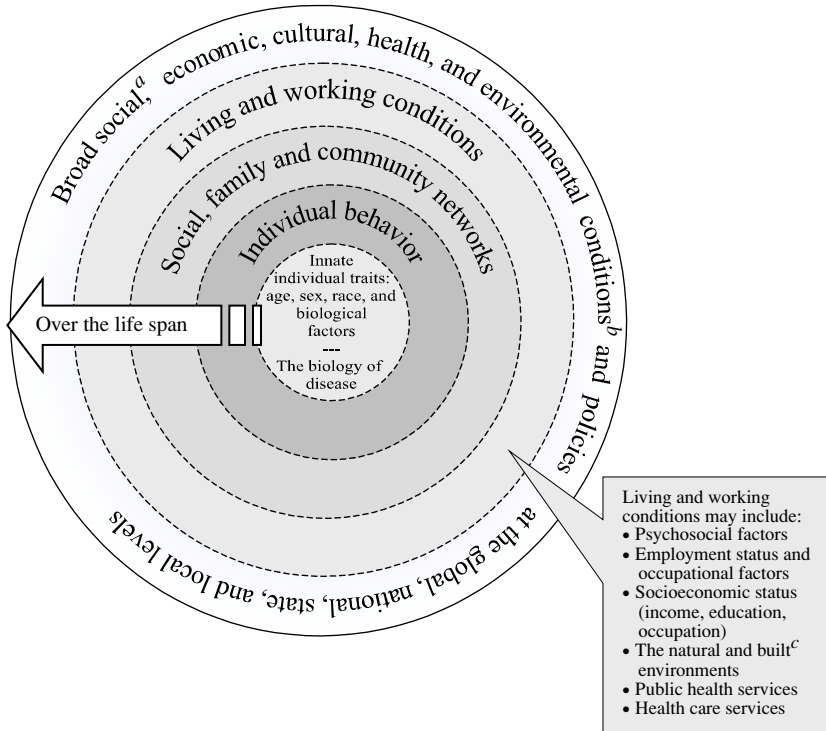 Broad social,a economic, cultural, health, and environmental conditionsb and policies
at the global, national, state, and local levels
Living and working conditions
Social, family and community networks
Individual behavior
Innate
individual traits:
age, sex, race, and
biological
factors
---
The biology of
disease
Over the life span
Living and working
conditions may include:
• Psychosocial factors
• Employment status and
occupational factors
• Socioeconomic status
(income, education,
occupation)
• The natural and builtc
environments
• Public health services
• Health care services